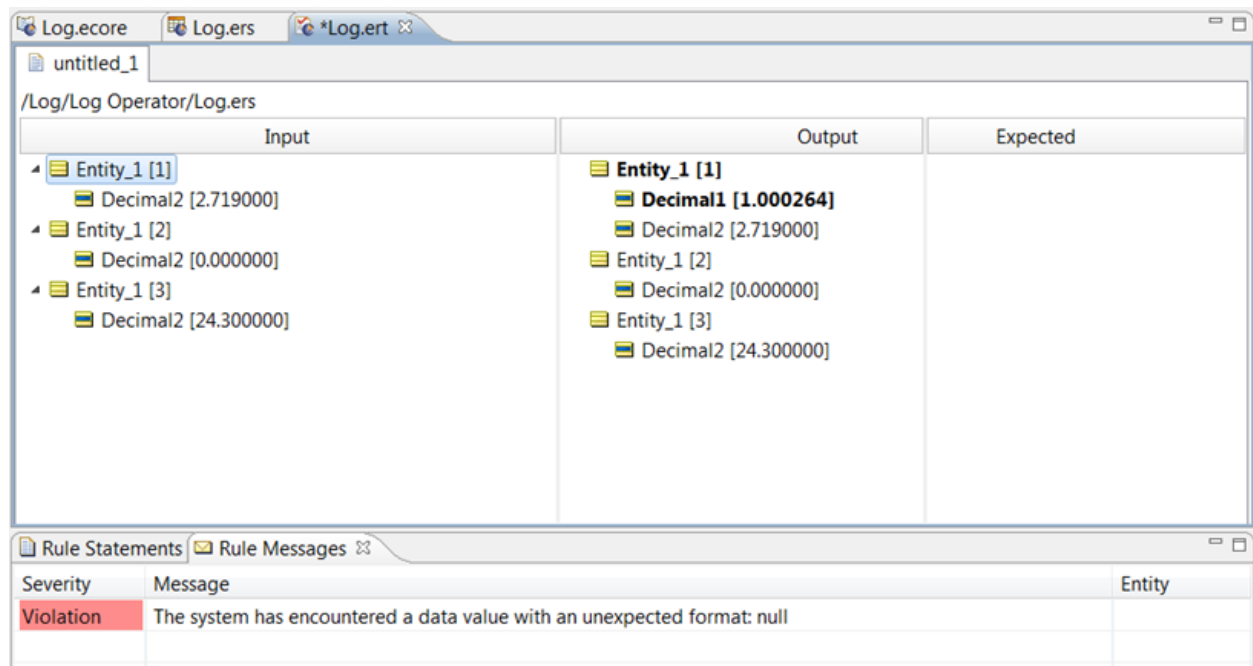 Log.ecore Log.ers *Log.ert
untitled_1
/Log/Log Operator/Log.ers
Input Output Expected
Entity_1 [1] Entity_1 [1]
Decimal2 [2.719000] Decimal1 [1.000264]
Entity_1 [2] Decimal2 [2.719000]
Decimal2 [0.000000] Entity_1 [2]
Entity_1 [3] Decimal2 [0.000000]
Decimal2 [24.300000] Entity_1 [3]
Decimal2 [24.300000]
Rule Statements Rule Messages
Severity Message Entity
Violation The system has encountered a data value with an unexpected format: null